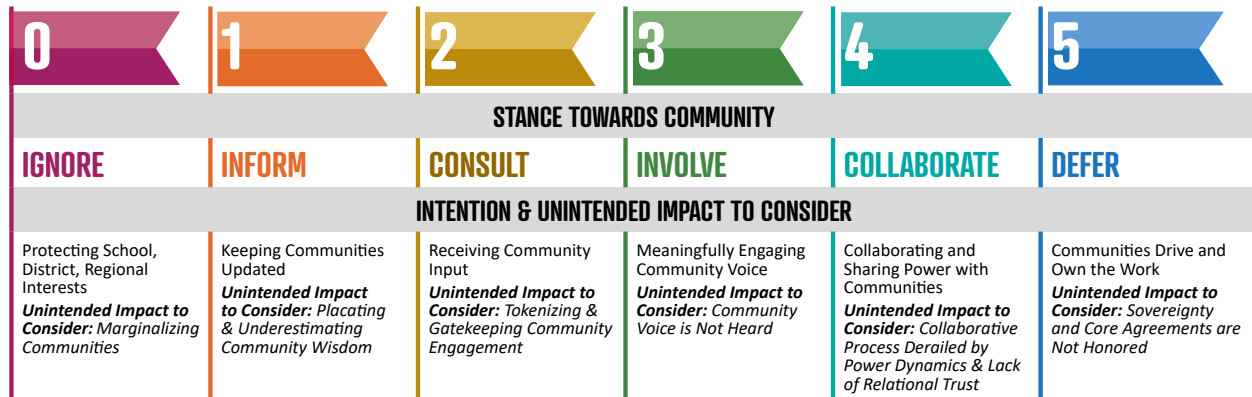 0
1
2
3
4
5
STANCE TOWARDS COMMUNITY
IGNORE
INFORM
CONSULT
INVOLVE
COLLABORATE
DEFER
INTENTION & UNINTENDED IMPACT TO CONSIDER
Protecting School,
District, Regional
Interests
Unintended Impact to
Consider: Marginalizing
Communities
Keeping Communities
Updated
Unintended Impact
to Consider: Placating
& Underestimating
Community Wisdom
Receiving Community
Input
Unintended Impact to
Consider: Tokenizing &
Gatekeeping Community
Engagement
Meaningfully Engaging
Community Voice
Unintended Impact to
Consider: Community
Voice is Not Heard
Collaborating and
Sharing Power with
Communities
Unintended Impact to
Consider: Collaborative
Process Derailed by
Power Dynamics & Lack
of Relational Trust
Communities Drive and
Own the Work
Unintended Impact to
Consider: Sovereignty
and Core Agreements are
Not Honored